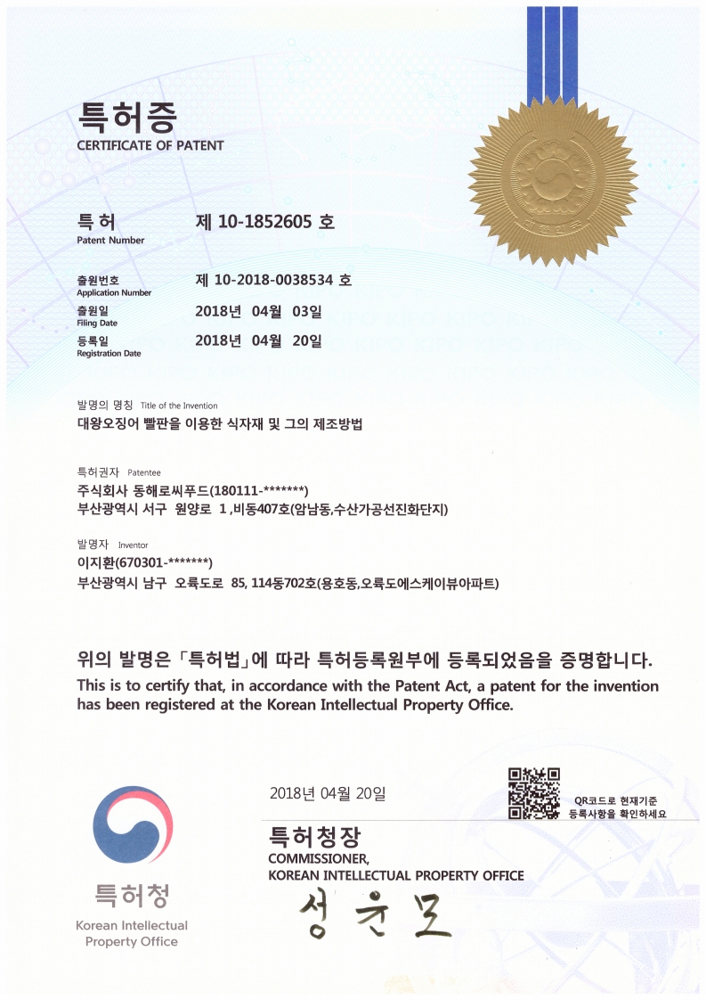 특허증
CERTIFICATE OF PATENT
특허 제 10-1852605 호
Patent Number
출원번호 제 10-2018-0038534 호
Application Number
출원일 2018년 04월 03일
Filing Date
등록일 2018년 04월 20일
Registration Date
발명의 명칭 Title of the Invention
대왕오징어 빨판을 이용한 식자재 및 그의 제조방법
특허권자 Patentee
주식회사 동해로씨푸드(180111-*******)
부산광역시 서구 원양로 1,비동407호(암남동,수산가공선진화단지)
발명자 Inventor
이지환(670301-*******)
부산광역시 남구 오륙도로 85, 114동702호(용호동,오륙도에스케이뷰아파트)
위의 발명은 「특허법」에 따라 특허등록원부에 등록되었음을 증명합니다.
This is to certify that, in accordance with the Patent Act, a patent for the invention
has been registered at the Korean Intellectual Property Office.
2018년 04월 20일
QR코드로 현재기준
등록사항을 확인하세요
특허청장
COMMISSIONER,
KOREAN INTELLECTUAL PROPERTY OFFICE
성윤모
특허청
Korean Intellectual
Property Office
대한민국